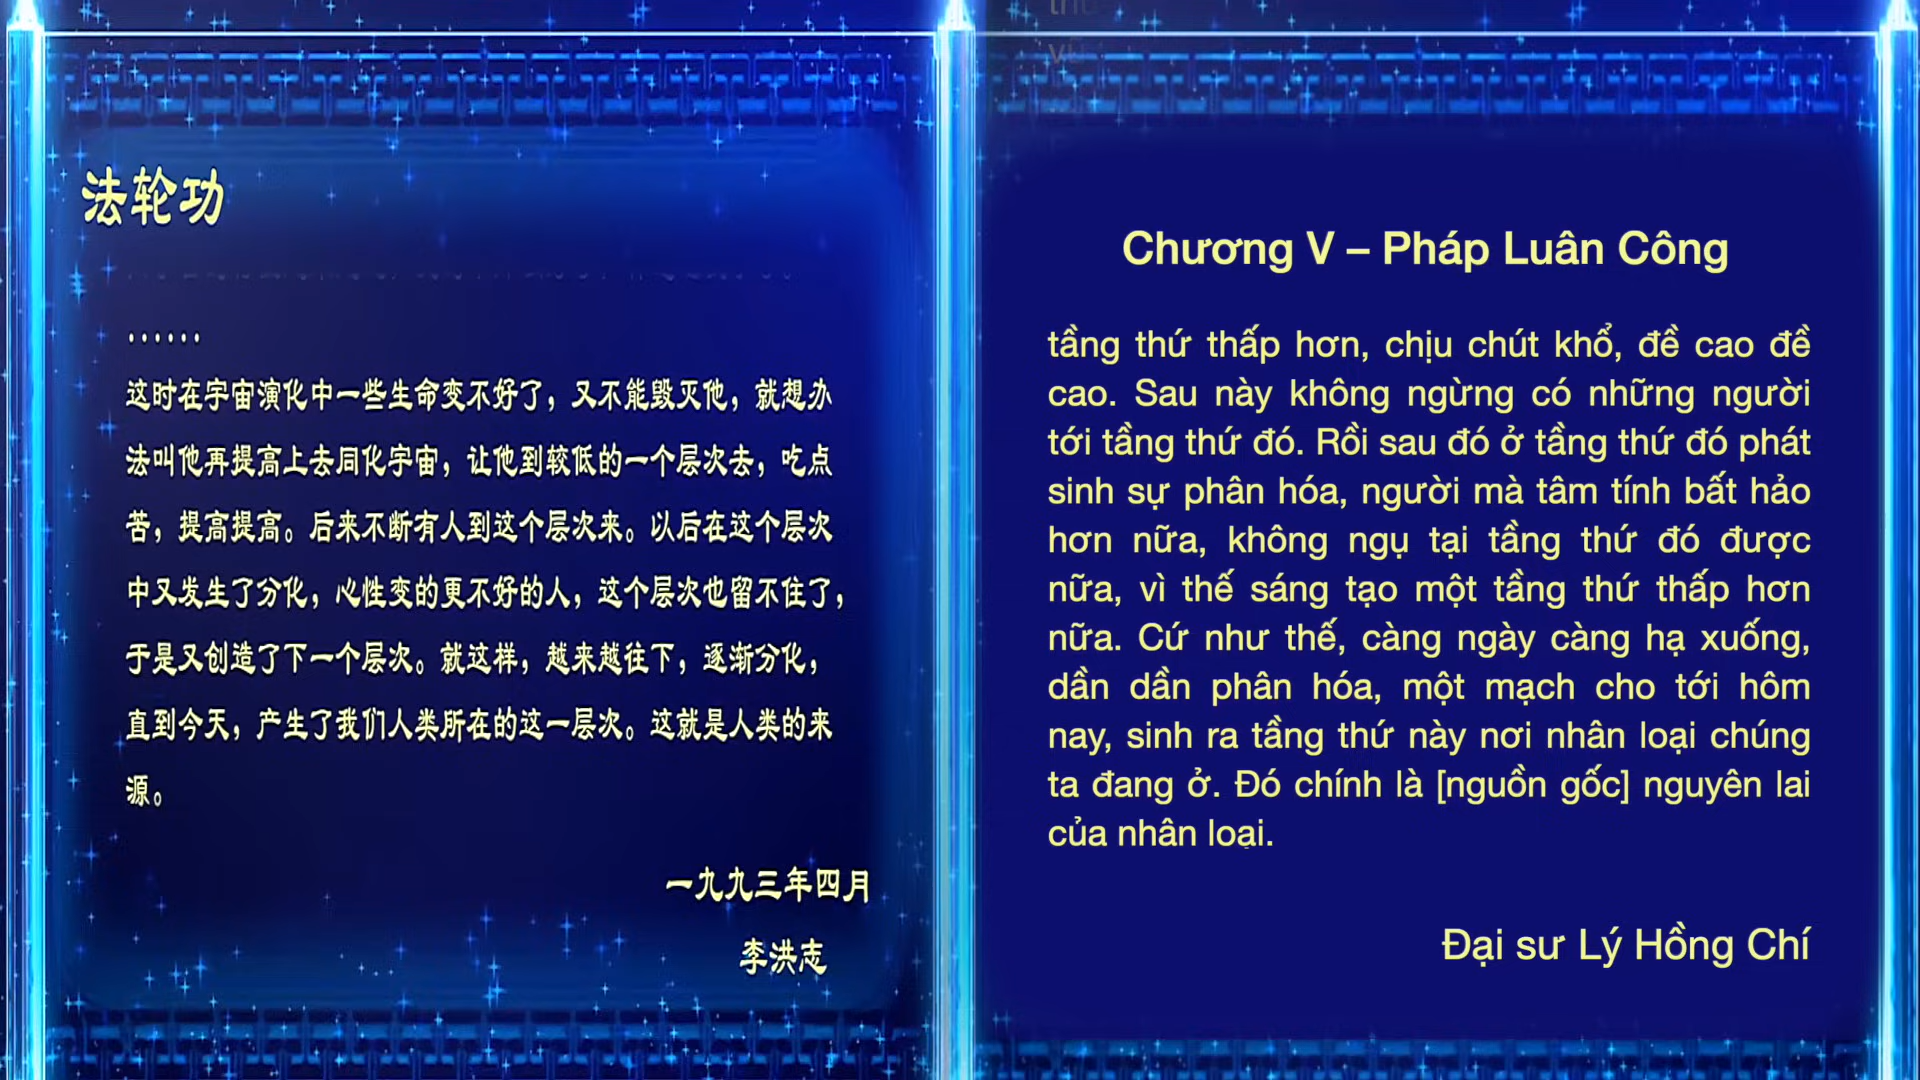 法轮功
……
这时在宇宙演化中一些生命变不好了，又不能毁灭他，就想办
法叫他再提高上去同化宇宙，让他到较低的一个层次去，吃点
苦，提高提高。后来不断有人到这个层次来。以后在这个层次
中又发生了分化，心性变的更不好的人，这个层次也留不住了，
于是又创造了下一个层次。就这样，越来越往下，逐渐分化，
直到今天，产生了我们人类所在的这一层次。这就是人类的来
源。
一九九三年四月
李洪志
Chương V – Pháp Luân Công
tầng thứ thấp hơn, chịu chút khổ, đề cao đề
cao. Sau này không ngừng có những người
tới tầng thứ đó. Rồi sau đó ở tầng thứ đó phát
sinh sự phân hóa, người mà tâm tính bất hảo
hơn nữa, không ngụ tại tầng thứ đó được
nữa, vì thế sáng tạo một tầng thứ thấp hơn
nữa. Cứ như thế, càng ngày càng hạ xuống,
dần dần phân hóa, một mạch cho tới hôm
nay, sinh ra tầng thứ này nơi nhân loại chúng
ta đang ở. Đó chính là [nguồn gốc] nguyên lai
của nhân loại.
Đại sư Lý Hồng Chí